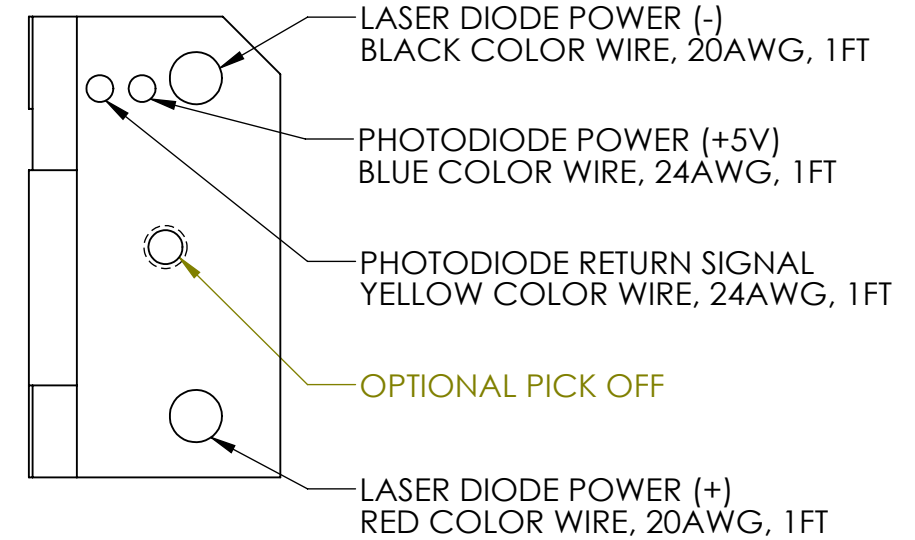 LASER DIODE POWER (-)
BLACK COLOR WIRE, 20AWG, 1FT
PHOTODIODE POWER (+5V)
BLUE COLOR WIRE, 24AWG, 1FT
PHOTODIODE RETURN SIGNAL
YELLOW COLOR WIRE, 24AWG, 1FT
OPTIONAL PICK OFF
LASER DIODE POWER (+)
RED COLOR WIRE, 20AWG, 1FT